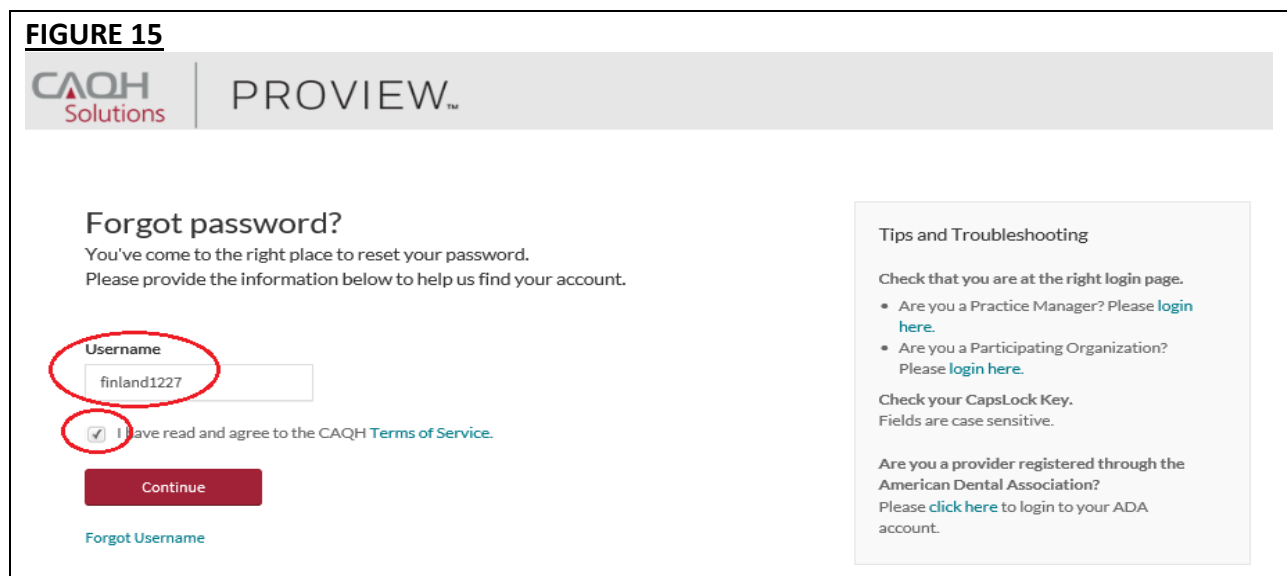 FIGURE 15
CAQH
Solutions
PROVIEW™
Forgot password?
You've come to the right place to reset your password.
Please provide the information below to help us find your account.
Username
finland1227
I have read and agree to the CAQH Terms of Service.
Continue
Forgot Username
Tips and Troubleshooting
Check that you are at the right login page.
• Are you a Practice Manager? Please login
here.
• Are you a Participating Organization?
Please login here.
Check your CapsLock Key.
Fields are case sensitive.
Are you a provider registered through the
American Dental Association?
Please click here to login to your ADA
account.